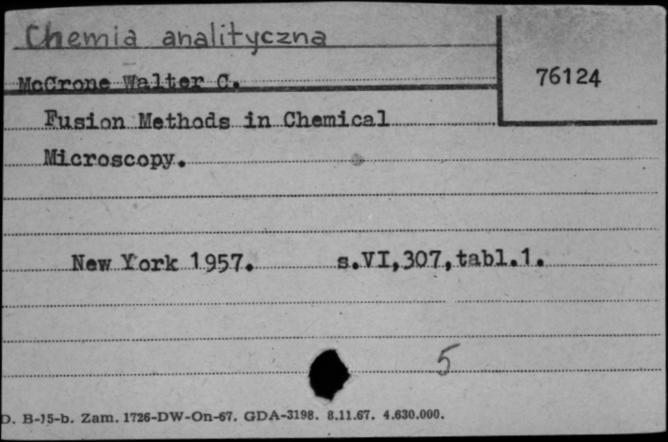 Chemia analityczna
McCrone Walter C.
76124
Fusion Methods in Chemical
Microscopy.
New York 1957. s.VI,307,tabl.1.
5
D. B-15-b. Zam. 1726-DW-On-67. GDA-3198. 8.11.67. 4.630.000.